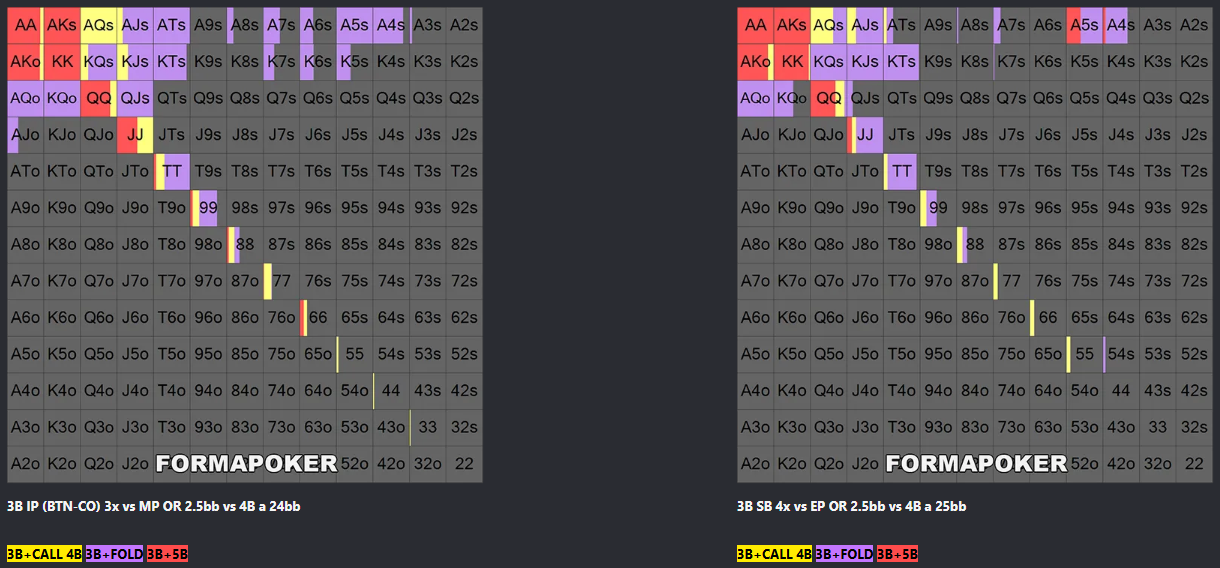 AA AKs AQs AJs ATs A9s A8s A7s A6s A5s A4s A3s A2s
AKo KK KQs KJs KTs K9s K8s K7s K6s K5s K4s K3s K2s
AQo KQo QQ QJs QTs Q9s Q8s Q7s Q6s Q5s Q4s Q3s Q2s
AJo KJo QJo JJ JTs J9s J8s J7s J6s J5s J4s J3s J2s
ATo KTo QTo JTo TT T9s T8s T7s T6s T5s T4s T3s T2s
A9o K9o Q9o J9o T9o 99 98s 97s 96s 95s 94s 93s 92s
A8o K8o Q8o J8o T8o 98o 88 87s 86s 85s 84s 83s 82s
A7o K7o Q7o J7o T7o 97o 87o 77 76s 75s 74s 73s 72s
A6o K6o Q6o J6o T6o 96o 86o 76o 66 65s 64s 63s 62s
A5o K5o Q5o J5o T5o 95o 85o 75o 65o 55 54s 53s 52s
A4o K4o Q4o J4o T4o 94o 84o 74o 64o 54o 44 43s 42s
A3o K3o Q3o J3o T3o 93o 83o 73o 63o 53o 43o 33 32s
A2o K2o Q2o J2o FORMAPOKER 52o 42o 32o 22
3B IP (BTN-CO) 3x vs MP OR 2.5bb vs 4B a 24bb
3B+CALL 4B 3B+FOLD 3B+5B
AA AKs AQs AJs ATs A9s A8s A7s A6s A5s A4s A3s A2s
AKo KK KQs KJs KTs K9s K8s K7s K6s K5s K4s K3s K2s
AQo KQo QQ QJs QTs Q9s Q8s Q7s Q6s Q5s Q4s Q3s Q2s
AJo KJo QJo JJ JTs J9s J8s J7s J6s J5s J4s J3s J2s
ATo KTo QTo JTo TT T9s T8s T7s T6s T5s T4s T3s T2s
A9o K9o Q9o J9o T9o 99 98s 97s 96s 95s 94s 93s 92s
A8o K8o Q8o J8o T8o 98o 88 87s 86s 85s 84s 83s 82s
A7o K7o Q7o J7o T7o 97o 87o 77 76s 75s 74s 73s 72s
A6o K6o Q6o J6o T6o 96o 86o 76o 66 65s 64s 63s 62s
A5o K5o Q5o J5o T5o 95o 85o 75o 65o 55 54s 53s 52s
A4o K4o Q4o J4o T4o 94o 84o 74o 64o 54o 44 43s 42s
A3o K3o Q3o J3o T3o 93o 83o 73o 63o 53o 43o 33 32s
A2o K2o Q2o J2o FORMAPOKER 52o 42o 32o 22
3B SB 4x vs EP OR 2.5bb vs 4B a 25bb
3B+CALL 4B 3B+FOLD 3B+5B